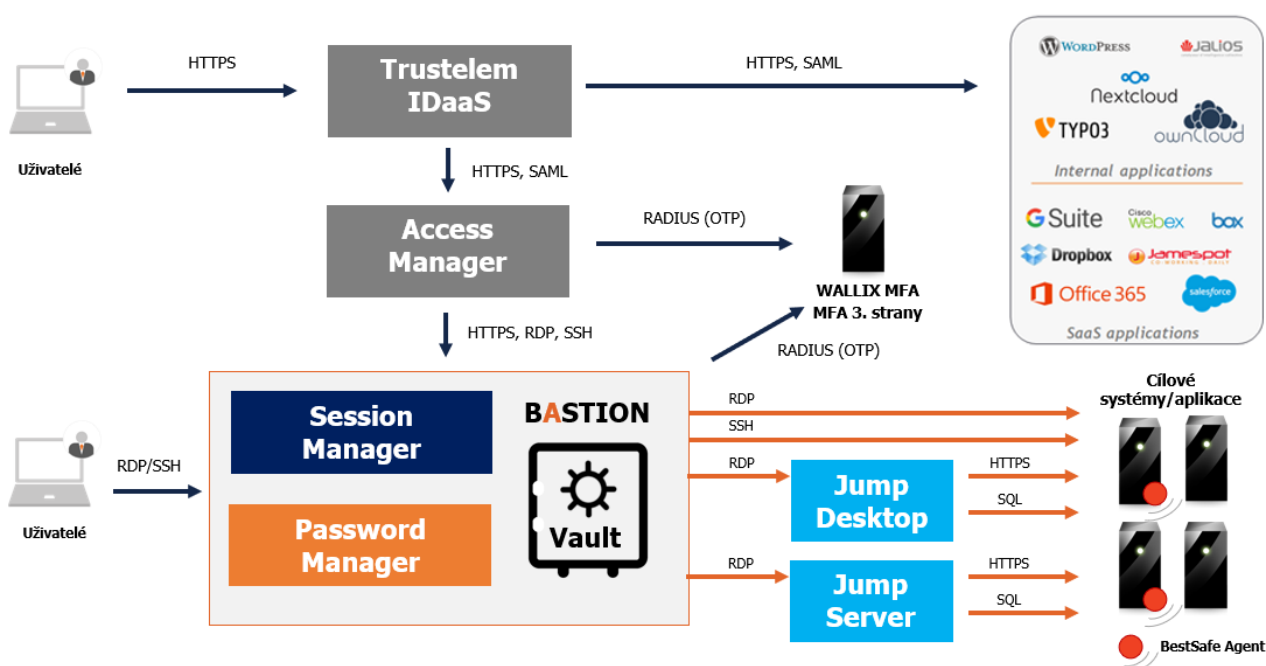 HTTPS
Trustelem
IDaaS
HTTPS, SAML
Uživatelé
WORDPRESS
Jalios
Nextcloud
TYPO3
ownCloud
Internal applications
G Suite
Cisco
webex
box
Dropbox
Jamespot
CO-WORKING DAILY
Office 365
salesforce
SaaS applications
HTTPS, SAML
Access
Manager
RADIUS (OTP)
WALLIX MFA
MFA 3. strany
HTTPS, RDP, SSH
RADIUS (OTP)
Uživatelé
RDP/SSH
Session
Manager
Password
Manager
BASTION
Vault
RDP
SSH
RDP
RDP
Jump
Desktop
Jump
Server
HTTPS
SQL
HTTPS
SQL
Cílové
systémy/aplikace
BestSafe Agent